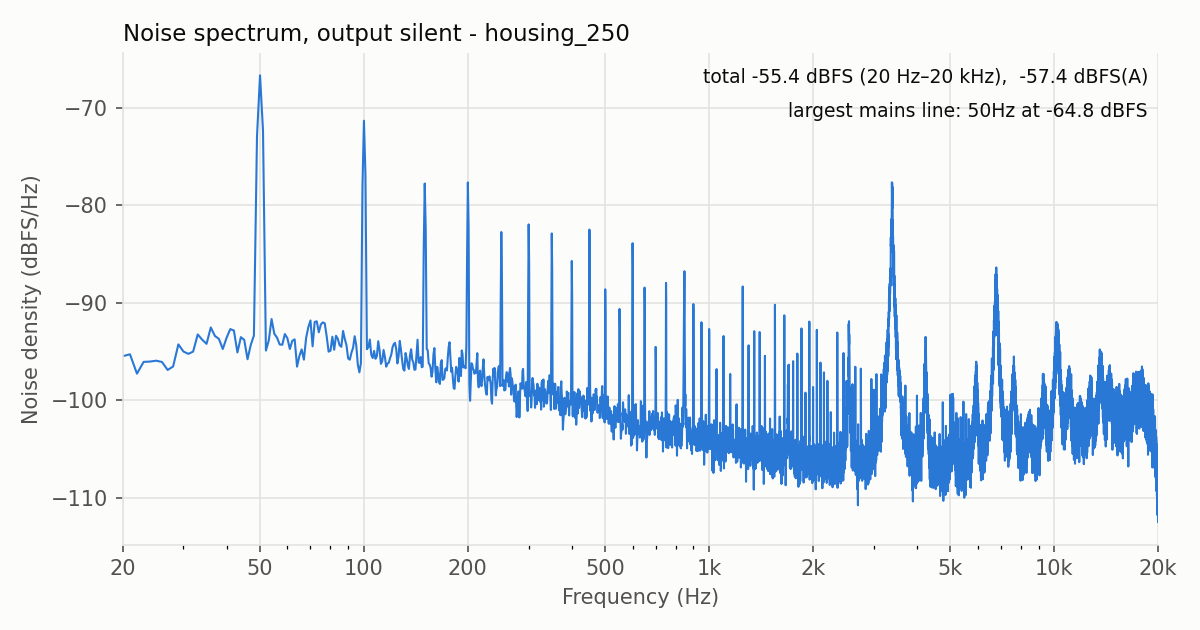 Noise spectrum, output silent - housing_250
total -55.4 dBFS (20 Hz–20 kHz),  -57.4 dBFS(A)
largest mains line: 50Hz at -64.8 dBFS
Noise density (dBFS/Hz)
−70
−80
−90
−100
−110
20 50 100 200 500 1k 2k 5k 10k 20k
Frequency (Hz)